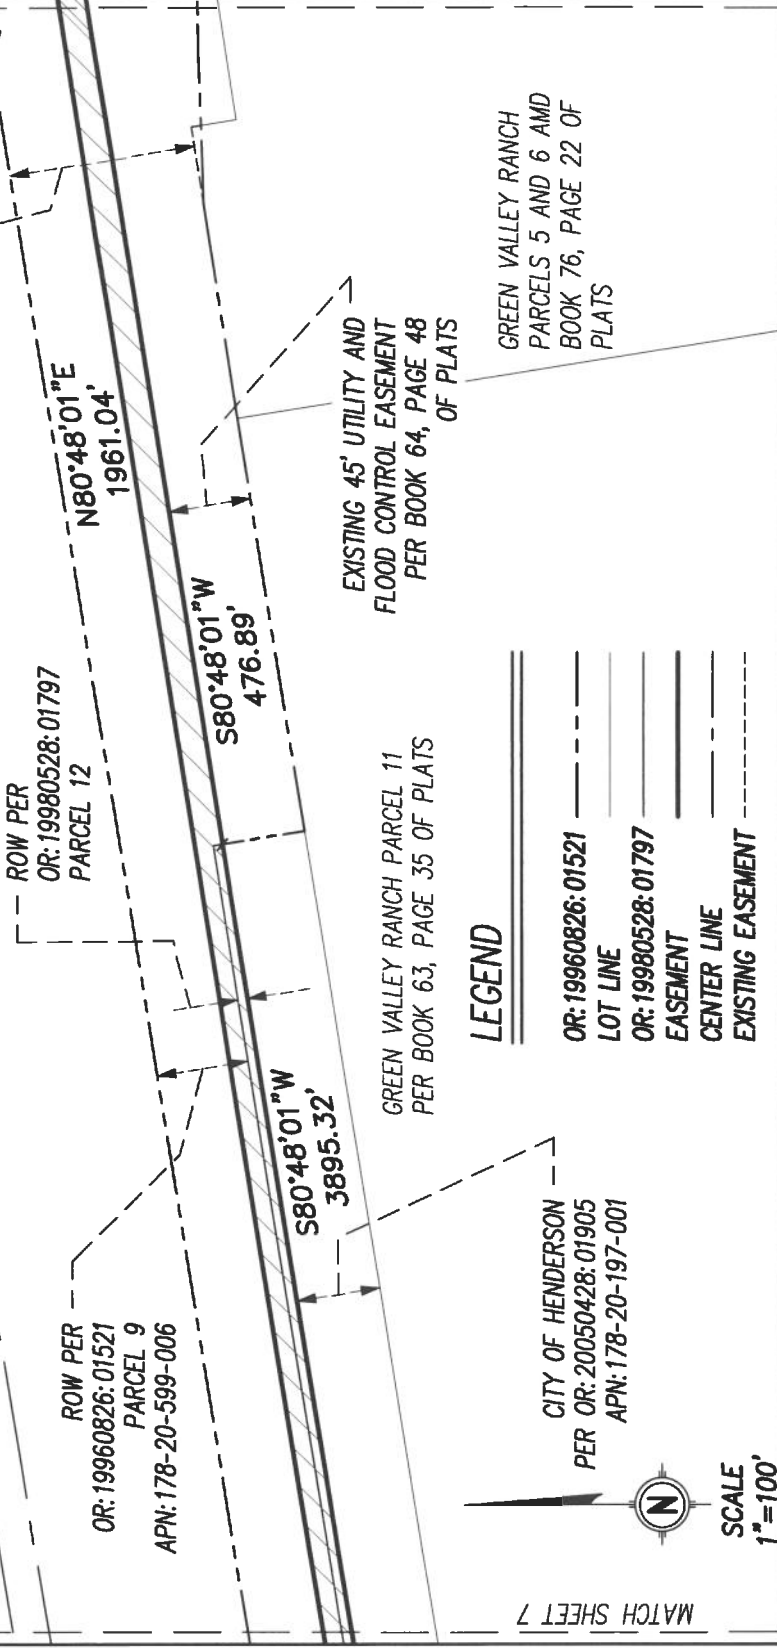 ROW PER
OR:19960826:01521
PARCEL 9
APN:178-20-599-006
ROW PER
OR:19980528:01797
PARCEL 12
N80°48'01"E
1961.04'
S80°48'01"W
3895.32'
S80°48'01"W
476.89'
EXISTING 45' UTILITY AND
FLOOD CONTROL EASEMENT
PER BOOK 64, PAGE 48
OF PLATS
GREEN VALLEY RANCH
PARCELS 5 AND 6 AMD
BOOK 76, PAGE 22 OF
PLATS
GREEN VALLEY RANCH PARCEL 11
PER BOOK 63, PAGE 35 OF PLATS
CITY OF HENDERSON
PER OR:20050428:01905
APN:178-20-197-001
LEGEND
OR:19960826:01521
LOT LINE
OR:19980528:01797
EASEMENT
CENTER LINE
EXISTING EASEMENT
N
SCALE
1"=100'
MATCH SHEET 7